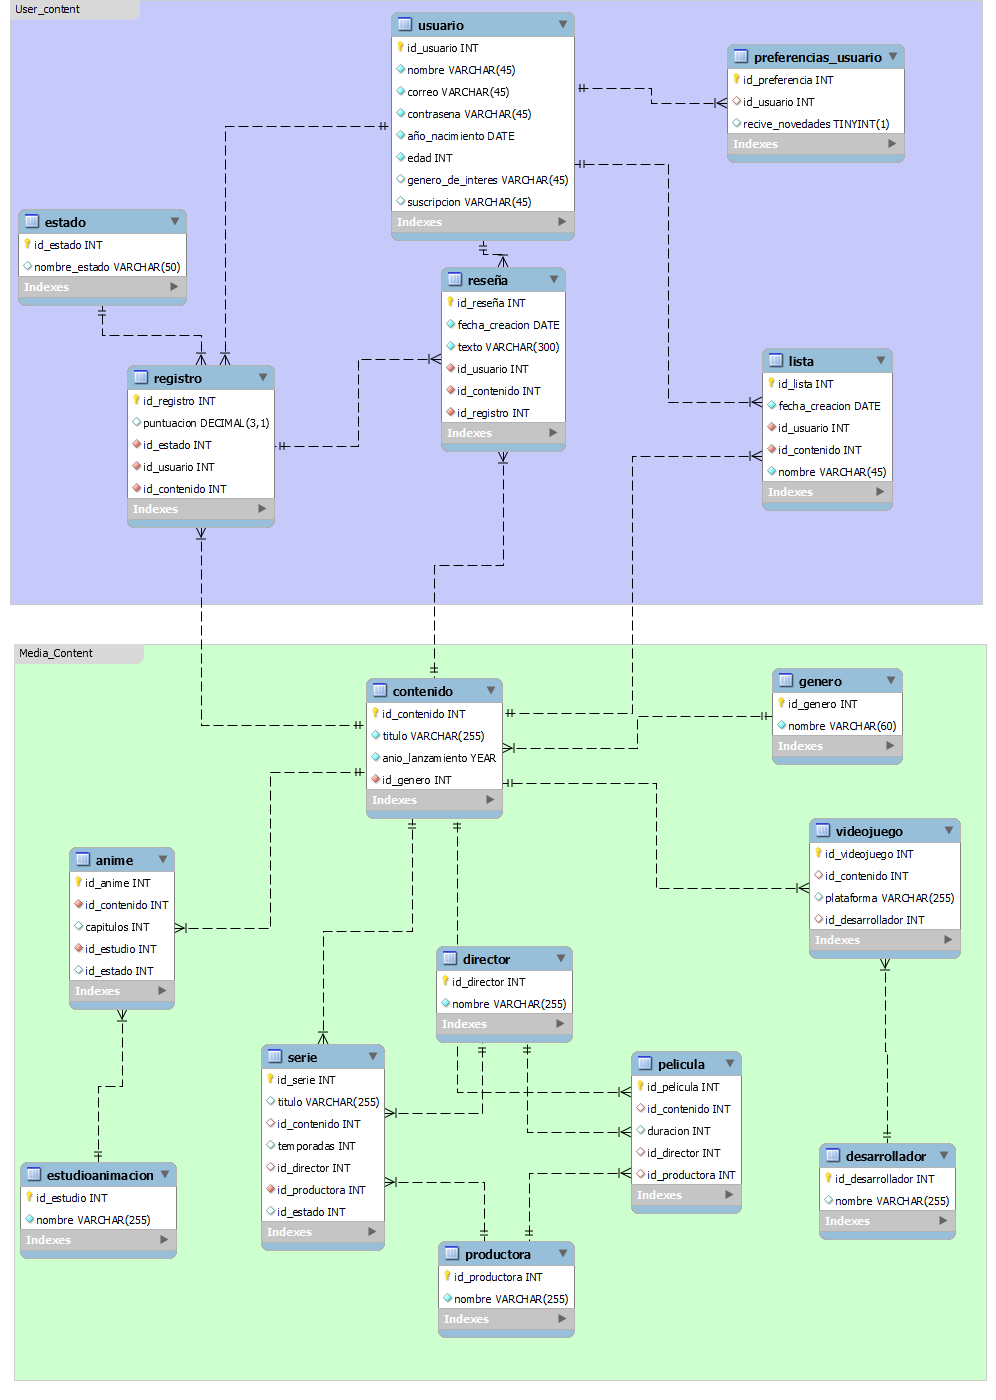 User_content
usuario
id_usuario INT
nombre VARCHAR(45)
correo VARCHAR(45)
contrasena VARCHAR(45)
año_nacimiento DATE
edad INT
genero_de_interes VARCHAR(45)
suscripcion VARCHAR(45)
Indexes
preferencias_usuario
id_preferencia INT
id_usuario INT
recive_novedades TINYINT(1)
Indexes
estado
id_estado INT
nombre_estado VARCHAR(50)
Indexes
reseña
id_reseña INT
fecha_creacion DATE
texto VARCHAR(300)
id_usuario INT
id_contenido INT
id_registro INT
Indexes
lista
id_lista INT
fecha_creacion DATE
id_usuario INT
id_contenido INT
nombre VARCHAR(45)
Indexes
registro
id_registro INT
puntuacion DECIMAL(3,1)
id_estado INT
id_usuario INT
id_contenido INT
Indexes
Media_Content
contenido
id_contenido INT
titulo VARCHAR(255)
anio_lanzamiento YEAR
id_genero INT
Indexes
genero
id_genero INT
nombre VARCHAR(60)
Indexes
videojuego
id_videojuego INT
id_contenido INT
plataforma VARCHAR(255)
id_desarrollador INT
Indexes
anime
id_anime INT
id_contenido INT
capitulos INT
id_estudio INT
id_estado INT
Indexes
director
id_director INT
nombre VARCHAR(255)
Indexes
serie
id_serie INT
titulo VARCHAR(255)
id_contenido INT
temporadas INT
id_director INT
id_productora INT
id_estado INT
Indexes
pelicula
id_pelicula INT
id_contenido INT
duracion INT
id_director INT
id_productora INT
Indexes
estudioanimacion
id_estudio INT
nombre VARCHAR(255)
Indexes
desarrollador
id_desarrollador INT
nombre VARCHAR(255)
Indexes
productora
id_productora INT
nombre VARCHAR(255)
Indexes